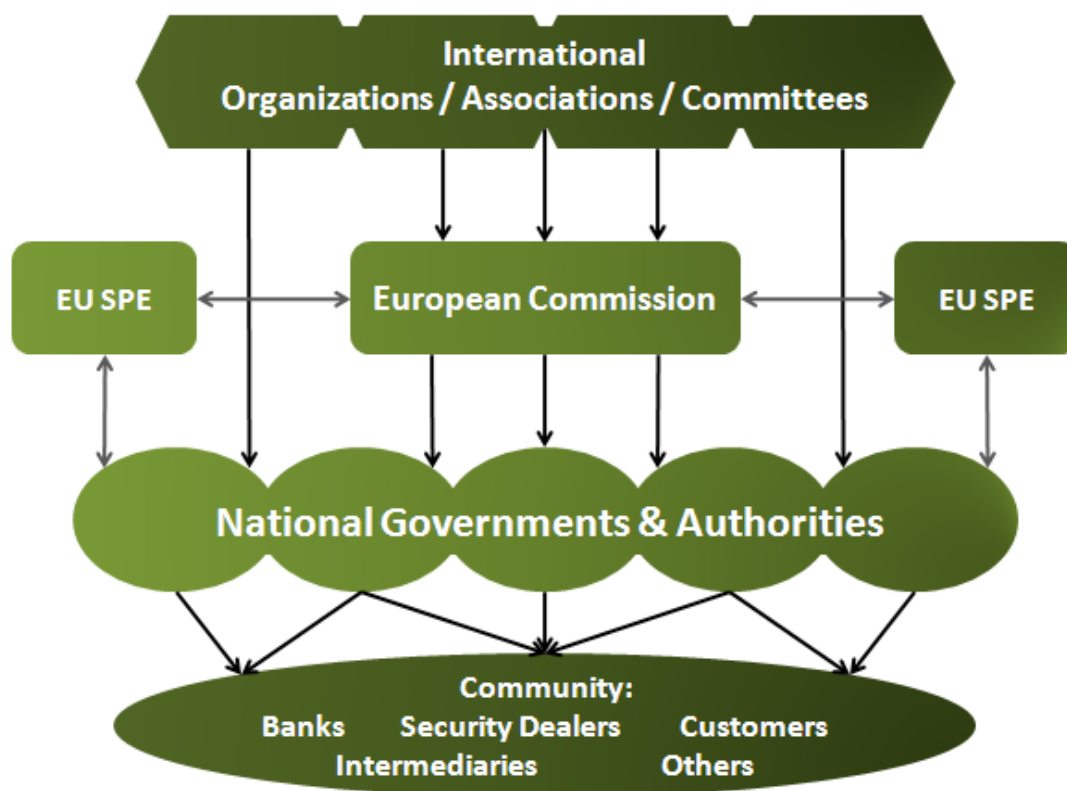 International
Organizations / Associations / Committees
EU SPE
European Commission
EU SPE
National Governments & Authorities
Community:
Banks Security Dealers Customers
Intermediaries Others